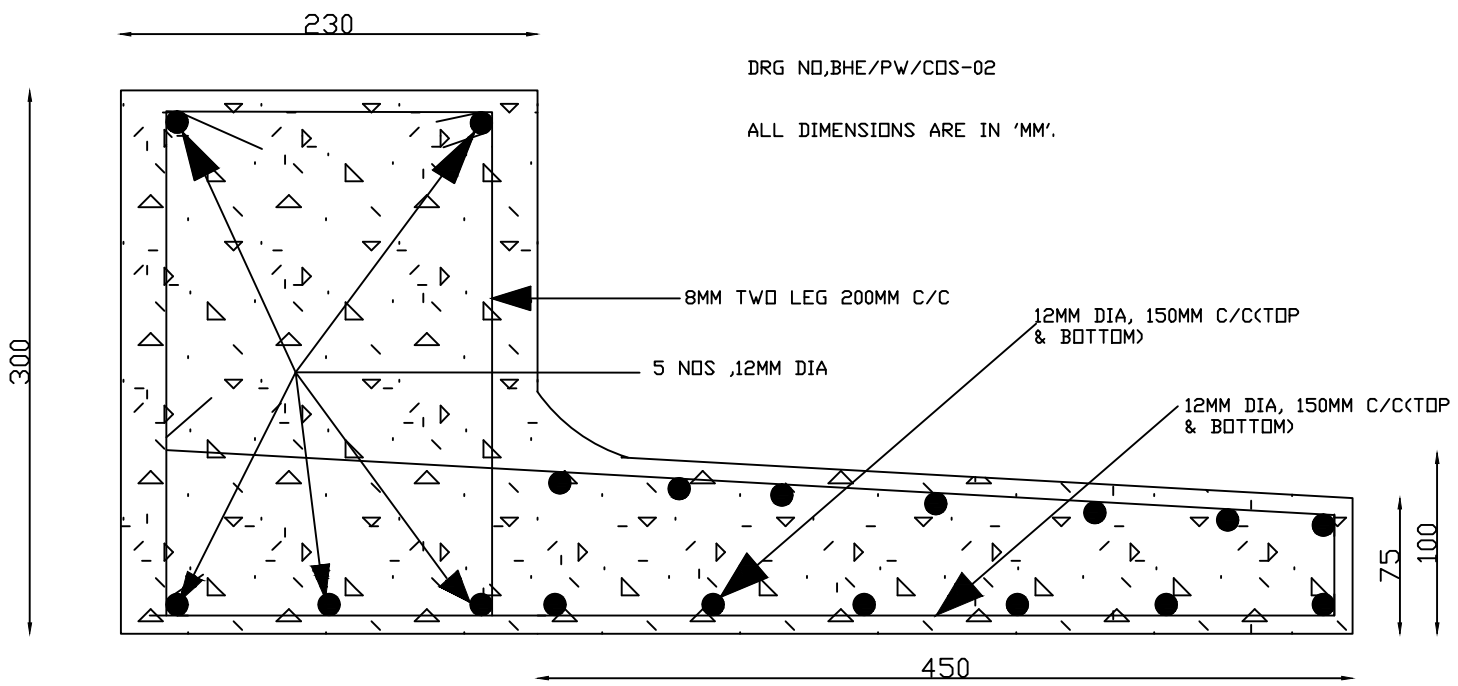 230
DRG NO,BHE/PW/COS-02
ALL DIMENSIONS ARE IN 'MM'.
300
8MM TWO LEG 200MM C/C
12MM DIA, 150MM C/C(TOP
& BOTTOM)
5 NOS ,12MM DIA
12MM DIA, 150MM C/C(TOP
& BOTTOM)
75
100
450